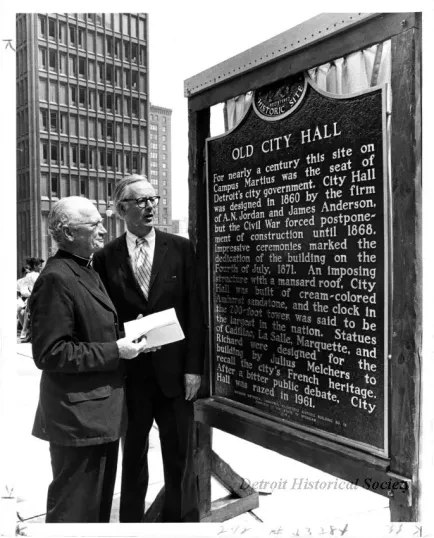 HISTORIC SITE
OLD CITY HALL
For nearly a century this site on
Campus Martius was the seat of
Detroit's city government. City Hall
was designed in 1860 by the firm
of A.N. Jordan and James Anderson,
but the Civil War forced postpone-
ment of construction until 1868.
Impressive ceremonies marked the
dedication of the building on the
Fourth of July, 1871. An imposing
structure with a mansard roof, City
Hall was built of cream-colored
Amherst sandstone, and the clock in
the 200-foot tower was said to be
the largest in the nation. Statues
of Cadillac, La Salle, Marquette, and
Richard were designed for the
building by Julius Melchers to
recall the city's French heritage.
After a bitter public debate, City
Hall was razed in 1961.
Detroit Historical Society